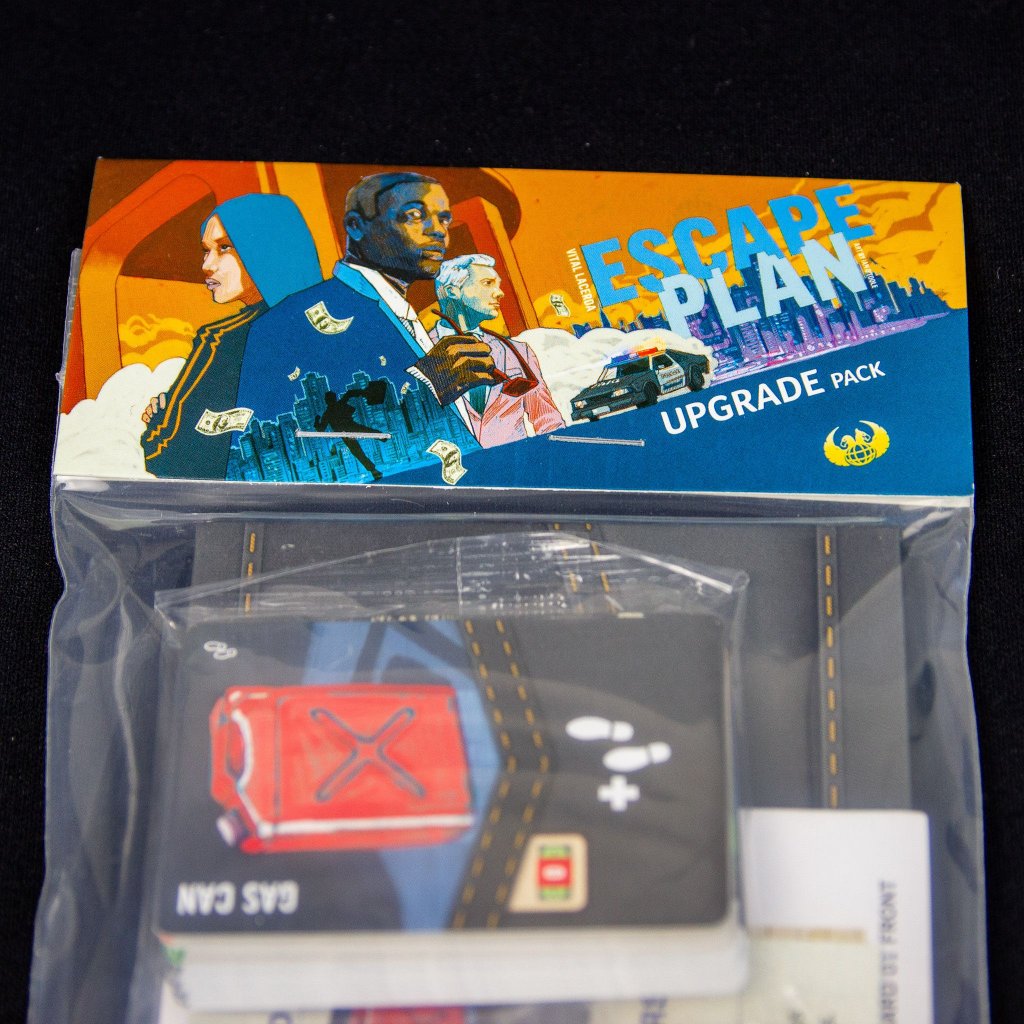 ESCAPE
PLAN
VITAL LACERDA
UPGRADE PACK
GAS CAN